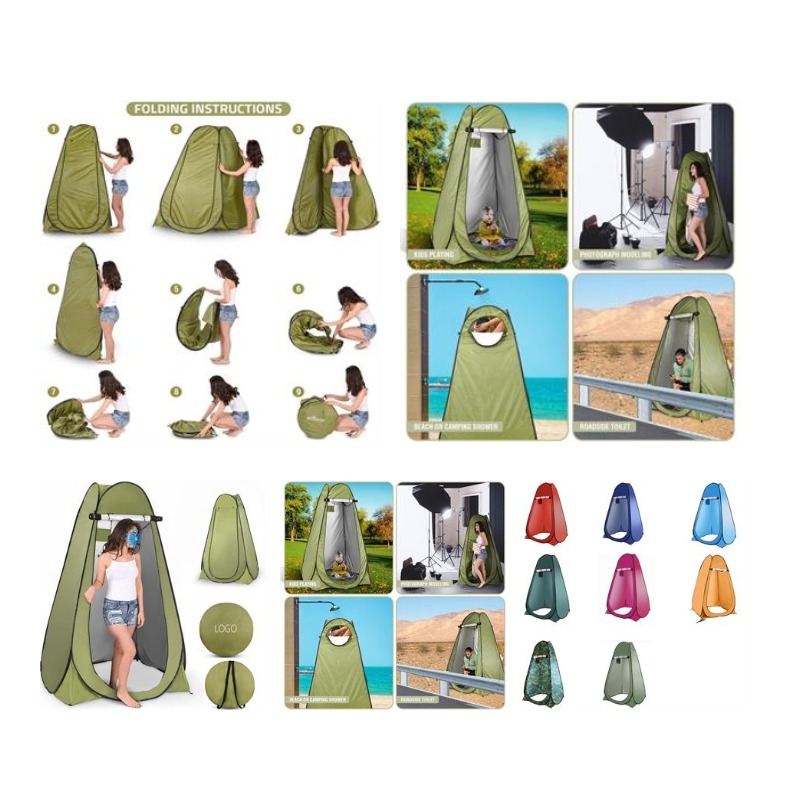 FOLDING INSTRUCTIONS
1
2
3
4
5
6
7
8
9
KIDS PLAYING
PHOTOGRAPH MODELING
BEACH OR CAMPING SHOWER
ROADSIDE TOILET
LOGO
KIDS PLAYING
PHOTOGRAPH MODELING
BEACH OR CAMPING SHOWER
ROADSIDE TOILET